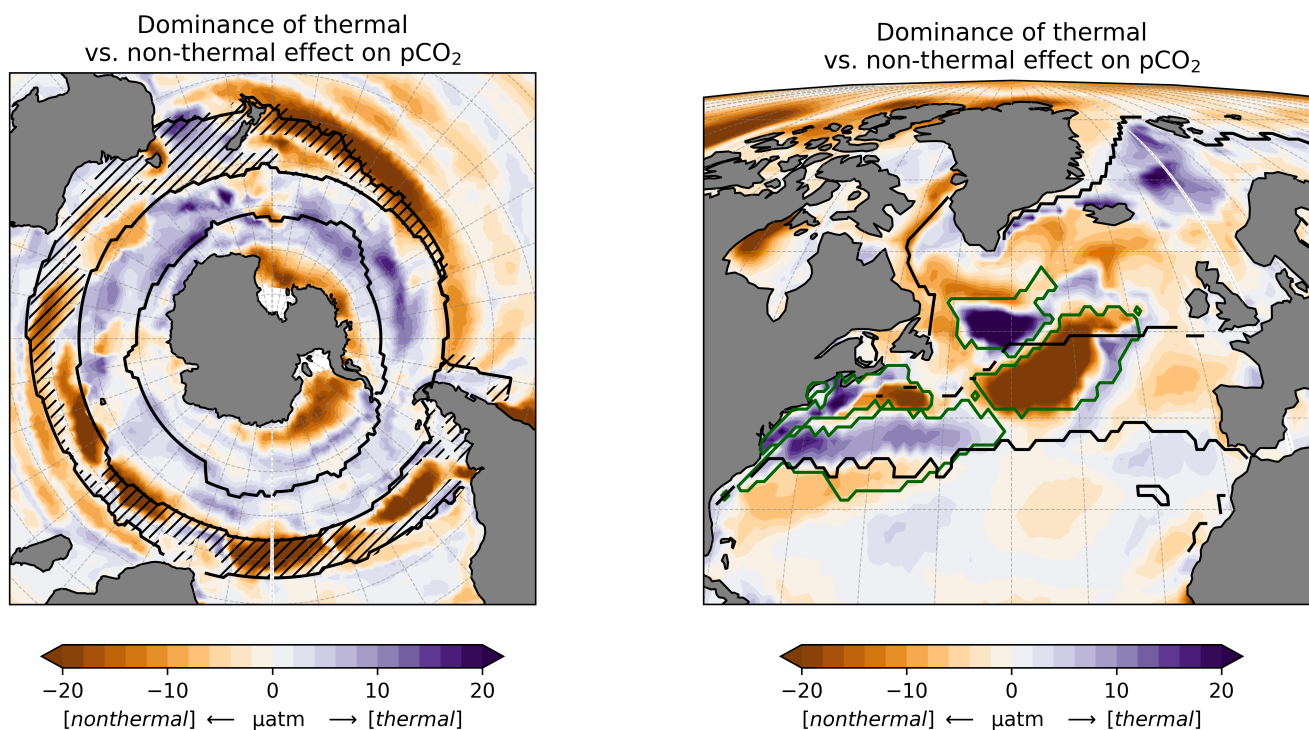 Dominance of thermal
vs. non-thermal effect on pCO₂
−20 −10 0 10 20
[nonthermal] ⟵ μatm ⟶ [thermal]
Dominance of thermal
vs. non-thermal effect on pCO₂
−20 −10 0 10 20
[nonthermal] ⟵ μatm ⟶ [thermal]